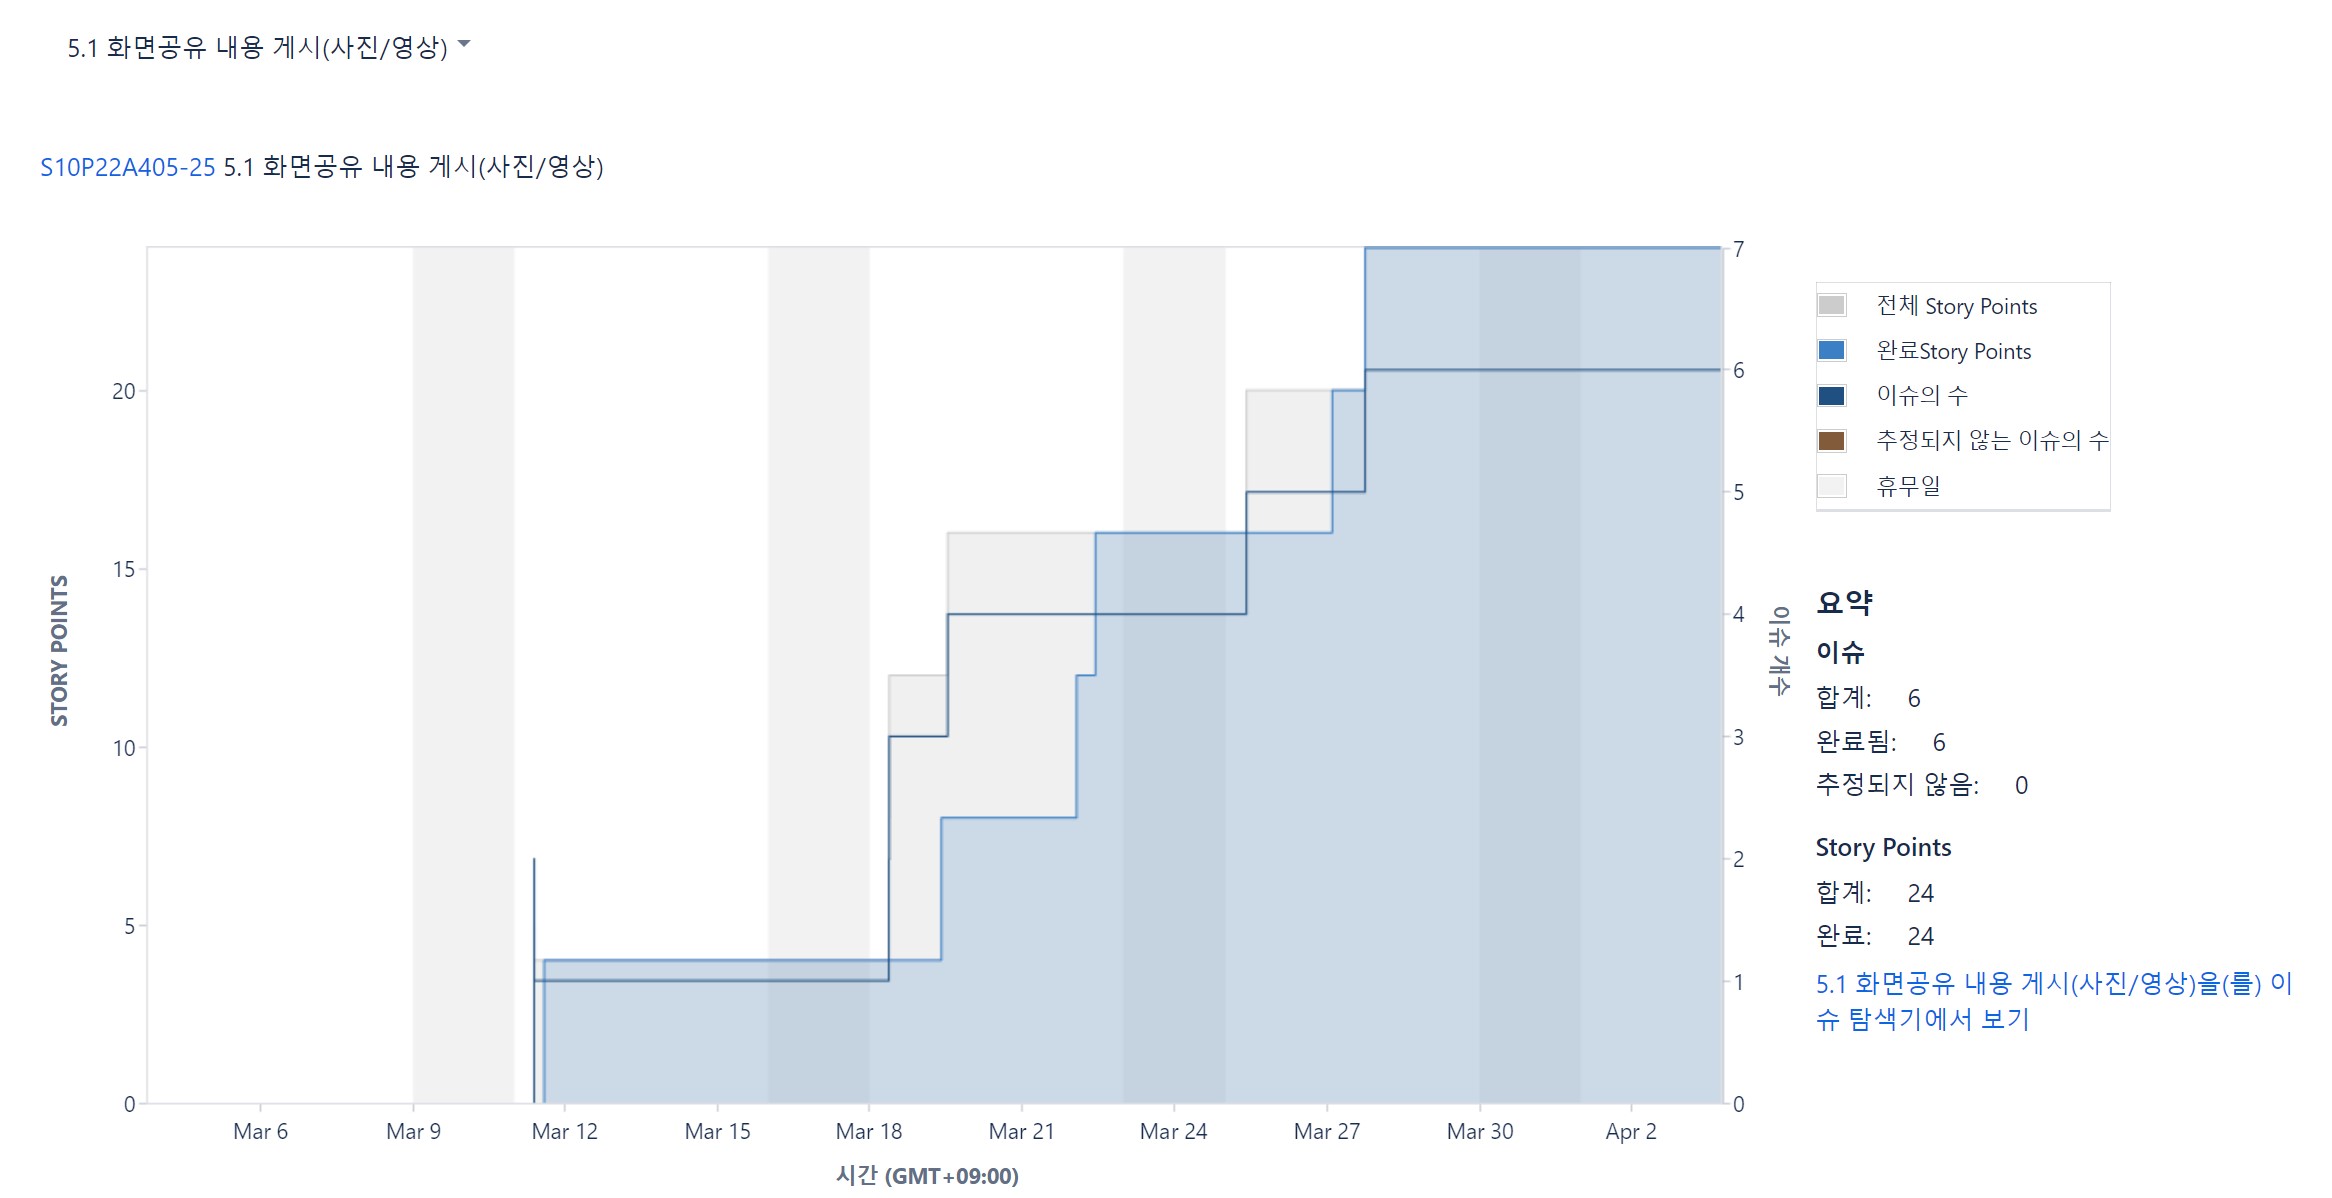 5.1 화면공유 내용 게시(사진/영상)
S10P22A405-25 5.1 화면공유 내용 게시(사진/영상)
STORY POINTS
20
15
10
5
0
7
6
5
4
3
2
1
0
이슈 개수
Mar 6 Mar 9 Mar 12 Mar 15 Mar 18 Mar 21 Mar 24 Mar 27 Mar 30 Apr 2
시간 (GMT+09:00)
전체 Story Points
완료Story Points
이슈의 수
추정되지 않는 이슈의 수
휴무일
요약
이슈
합계: 6
완료됨: 6
추정되지 않음: 0
Story Points
합계: 24
완료: 24
5.1 화면공유 내용 게시(사진/영상)을(를) 이
슈 탐색기에서 보기